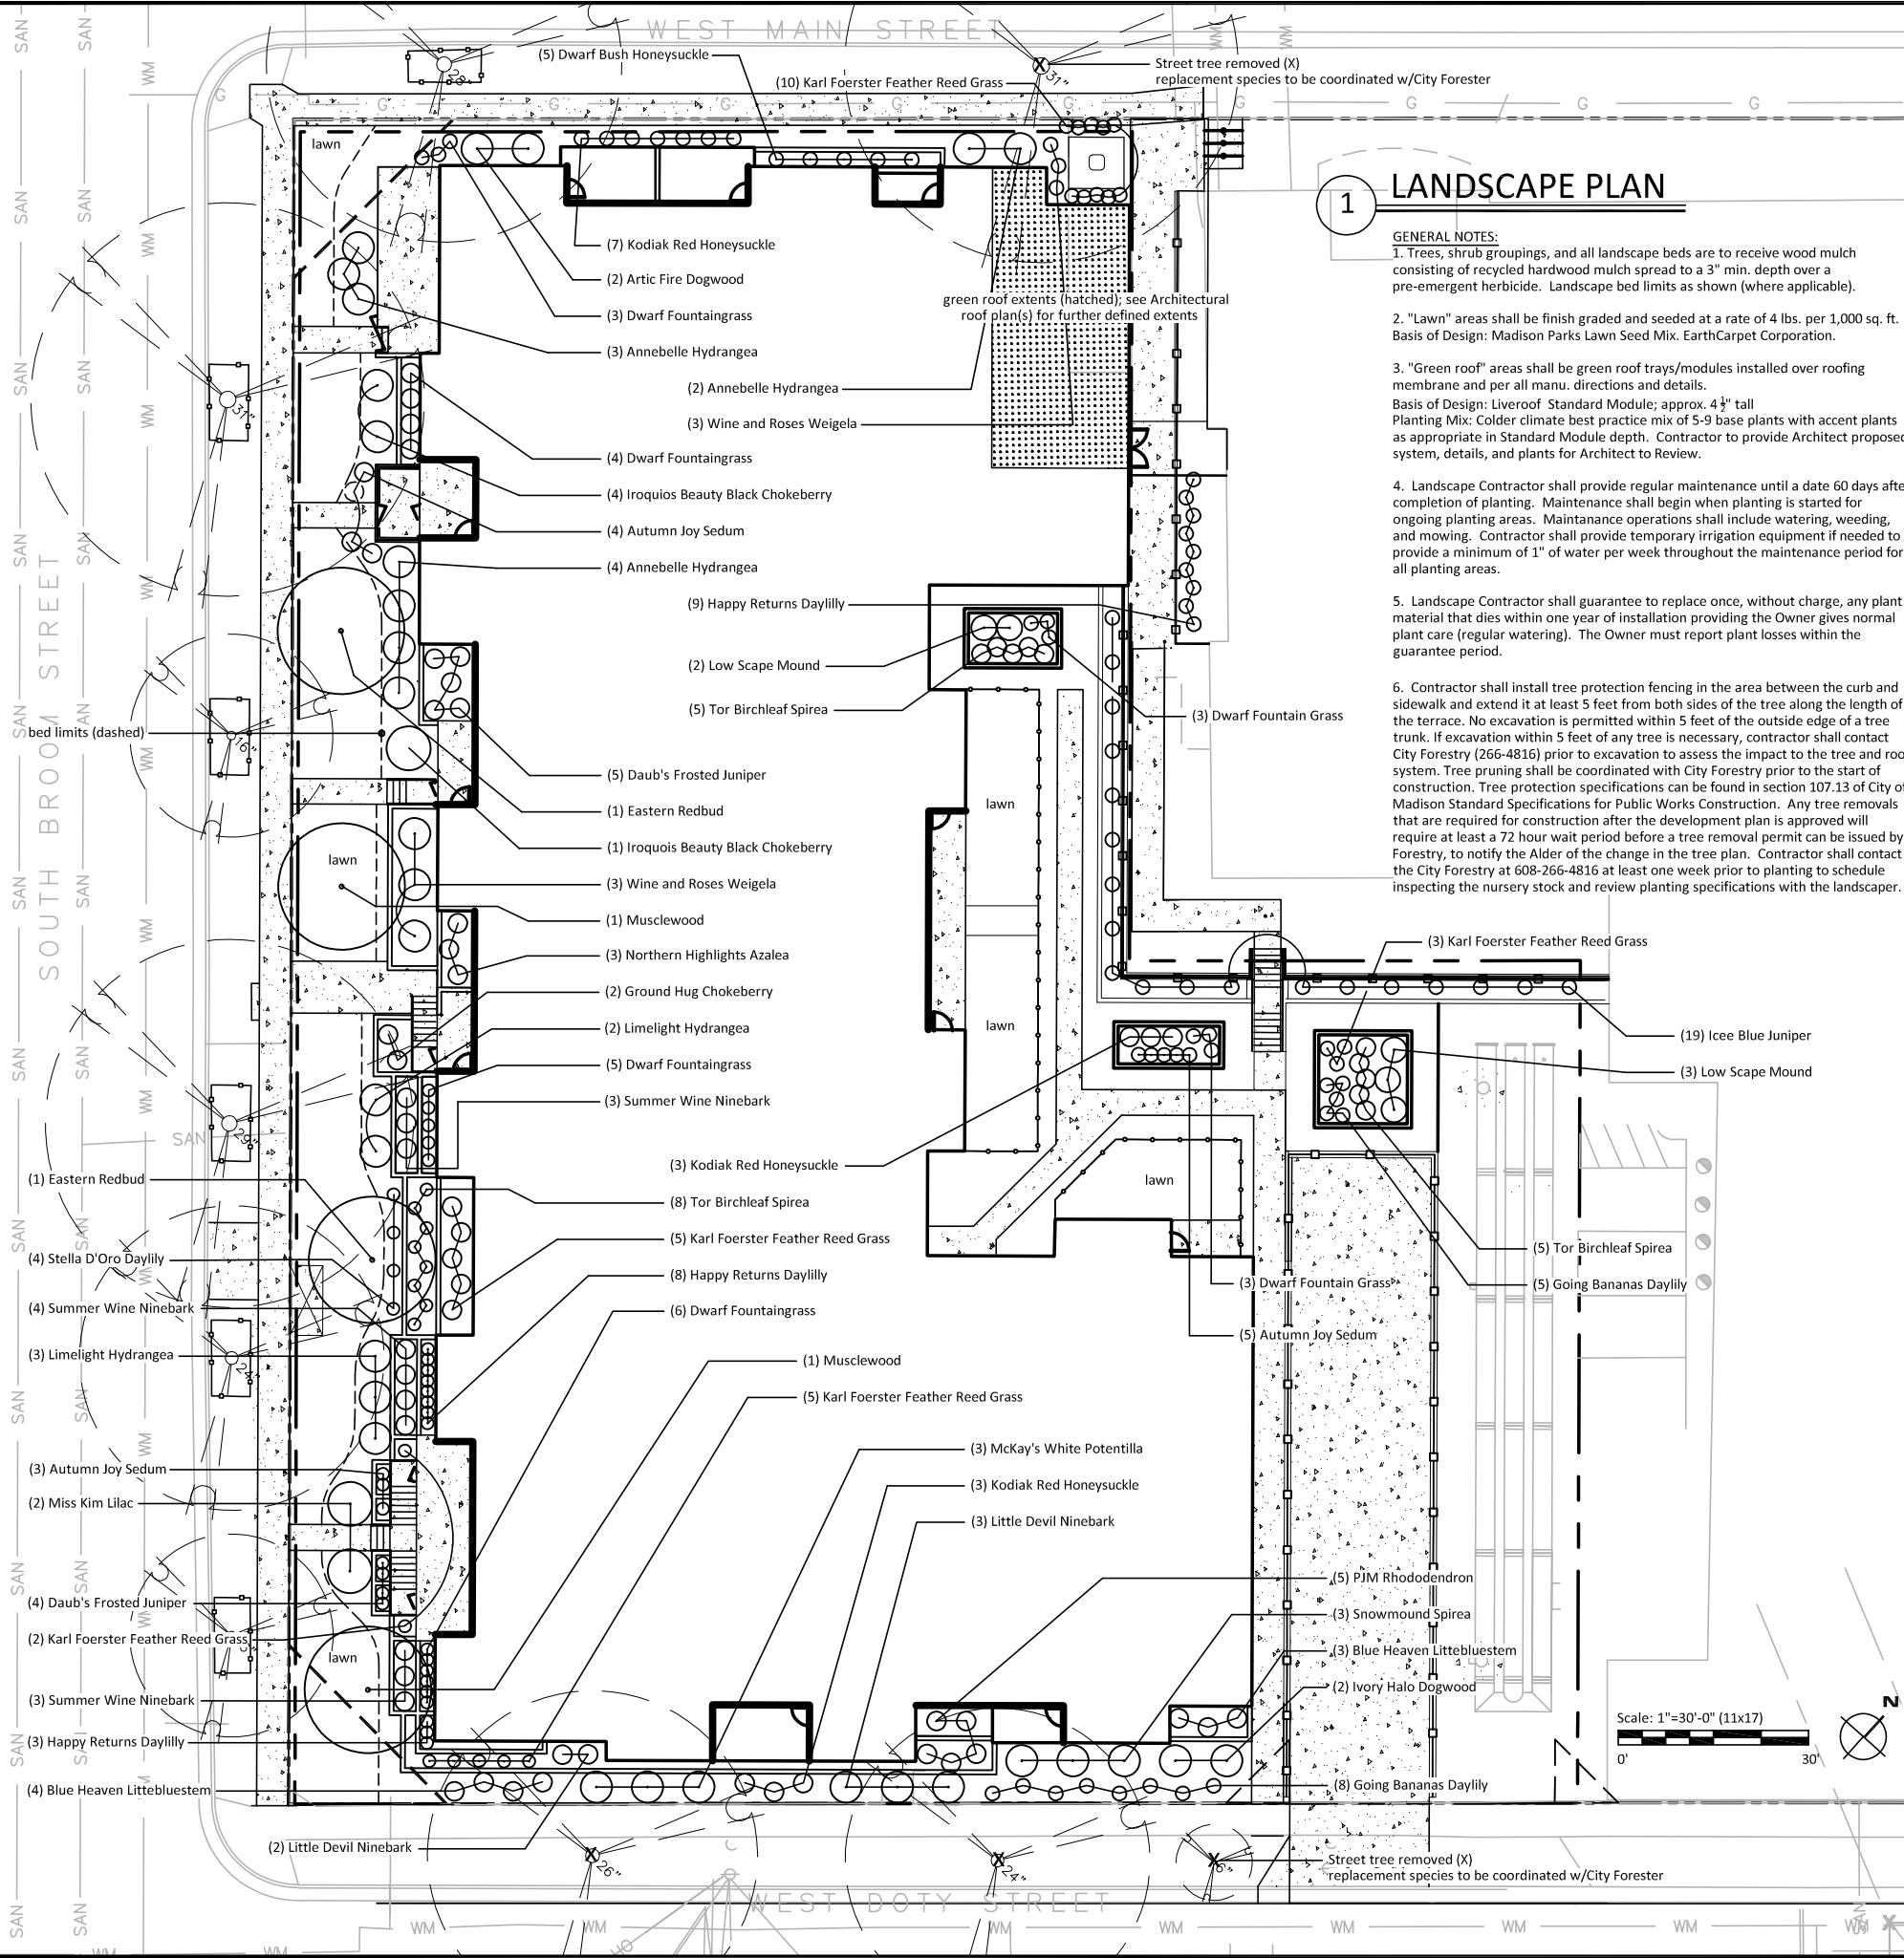 WEST MAIN STREET
(5) Dwarf Bush Honeysuckle
(10) Karl Foerster Feather Reed Grass
Street tree removed (X)
replacement species to be coordinated w/City Forester
31"
lawn
1
LANDSCAPE PLAN
GENERAL NOTES:
1. Trees, shrub groupings, and all landscape beds are to receive wood mulch
consisting of recycled hardwood mulch spread to a 3" min. depth over a
pre-emergent herbicide. Landscape bed limits as shown (where applicable).
2. "Lawn" areas shall be finish graded and seeded at a rate of 4 lbs. per 1,000 sq. ft.
Basis of Design: Madison Parks Lawn Seed Mix. EarthCarpet Corporation.
3. "Green roof" areas shall be green roof trays/modules installed over roofing
membrane and per all manu. directions and details.
Basis of Design: Liveroof Standard Module; approx. 4 ½" tall
Planting Mix: Colder climate best practice mix of 5-9 base plants with accent plants
as appropriate in Standard Module depth. Contractor to provide Architect propose
system, details, and plants for Architect to Review.
4. Landscape Contractor shall provide regular maintenance until a date 60 days afte
completion of planting. Maintenance shall begin when planting is started for
ongoing planting areas. Maintanance operations shall include watering, weeding,
and mowing. Contractor shall provide temporary irrigation equipment if needed to
provide a minimum of 1" of water per week throughout the maintenance period for
all planting areas.
5. Landscape Contractor shall guarantee to replace once, without charge, any plant
material that dies within one year of installation providing the Owner gives normal
plant care (regular watering). The Owner must report plant losses within the
guarantee period.
6. Contractor shall install tree protection fencing in the area between the curb and
sidewalk and extend it at least 5 feet from both sides of the tree along the length of
the terrace. No excavation is permitted within 5 feet of the outside edge of a tree
trunk. If excavation within 5 feet of any tree is necessary, contractor shall contact
City Forestry (266-4816) prior to excavation to assess the impact to the tree and roo
system. Tree pruning shall be coordinated with City Forestry prior to the start of
construction. Tree protection specifications can be found in section 107.13 of City of
Madison Standard Specifications for Public Works Construction. Any tree removals
that are required for construction after the development plan is approved will
require at least a 72 hour wait period before a tree removal permit can be issued by
Forestry, to notify the Alder of the change in the tree plan. Contractor shall contact
the City Forestry at 608-266-4816 at least one week prior to planting to schedule
inspecting the nursery stock and review planting specifications with the landscaper.
(7) Kodiak Red Honeysuckle
(2) Artic Fire Dogwood
(3) Dwarf Fountaingrass
(3) Annebelle Hydrangea
green roof extents (hatched); see Architectural
roof plan(s) for further defined extents
(2) Annebelle Hydrangea
(3) Wine and Roses Weigela
(4) Dwarf Fountaingrass
(4) Iroquios Beauty Black Chokeberry
(4) Autumn Joy Sedum
(4) Annebelle Hydrangea
(9) Happy Returns Daylilly
(2) Low Scape Mound
(5) Tor Birchleaf Spirea
(3) Dwarf Fountain Grass
SOUTH BROOM STREET
31"
16"
bed limits (dashed)
(5) Daub's Frosted Juniper
(1) Eastern Redbud
(1) Iroquois Beauty Black Chokeberry
lawn
lawn
(3) Wine and Roses Weigela
(1) Musclewood
(3) Northern Highlights Azalea
(2) Ground Hug Chokeberry
(2) Limelight Hydrangea
lawn
(5) Dwarf Fountaingrass
(3) Summer Wine Ninebark
(3) Karl Foerster Feather Reed Grass
(19) Icee Blue Juniper
(3) Low Scape Mound
29"
(3) Kodiak Red Honeysuckle
lawn
(1) Eastern Redbud
(8) Tor Birchleaf Spirea
(5) Karl Foerster Feather Reed Grass
(4) Stella D'Oro Daylily
(8) Happy Returns Daylilly
(4) Summer Wine Ninebark
(6) Dwarf Fountaingrass
(5) Tor Birchleaf Spirea
(3) Dwarf Fountain Grass
(5) Going Bananas Daylily
(5) Autumn Joy Sedum
(3) Limelight Hydrangea
24"
(1) Musclewood
(5) Karl Foerster Feather Reed Grass
(3) McKay's White Potentilla
(3) Autumn Joy Sedum
(3) Kodiak Red Honeysuckle
(2) Miss Kim Lilac
(3) Little Devil Ninebark
(5) PJM Rhododendron
(4) Daub's Frosted Juniper
(3) Snowmound Spirea
(2) Karl Foerster Feather Reed Grass
lawn
(3) Blue Heaven Littebluestem
(2) Ivory Halo Dogwood
(3) Summer Wine Ninebark
Scale: 1"=30'-0" (11x17)
0' 30'
N
(3) Happy Returns Daylilly
(4) Blue Heaven Littebluestem
(8) Going Bananas Daylily
(2) Little Devil Ninebark
26"
24"
6"
Street tree removed (X)
replacement species to be coordinated w/City Forester
WEST DOTY STREET